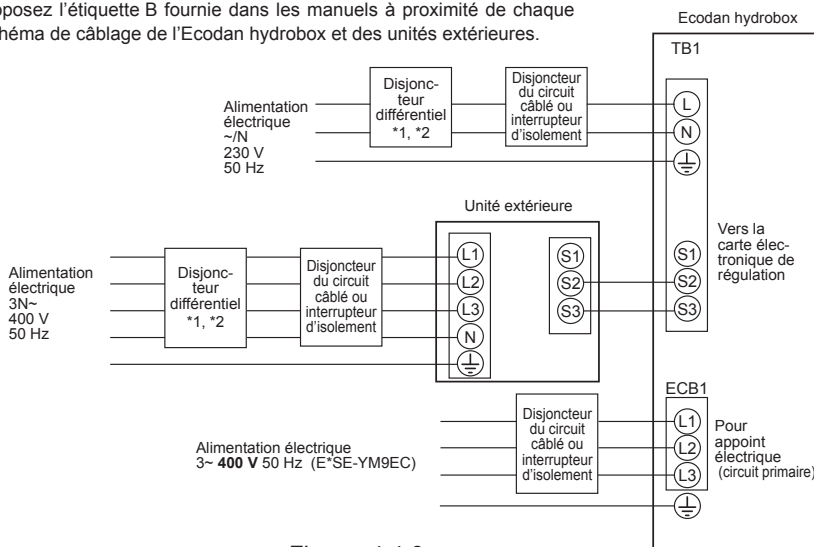 posez l'étiquette B fournie dans les manuels à proximité de chaque
héma de câblage de l'Ecodan hydrobox et des unités extérieures.
Ecodan hydrobox
TB1
Alimentation
électrique
~/N
230 V
50 Hz
Disjonc-
teur
différentiel
*1, *2
Disjoncteur
du circuit
câblé ou
interrupteur
d'isolement
L
N
Unité extérieure
Alimentation
électrique
3N~
400 V
50 Hz
Disjonc-
teur
différentiel
*1, *2
Disjoncteur
du circuit
câblé ou
interrupteur
d'isolement
L1
L2
L3
N
S1
S2
S3
S1
S2
S3
Vers la
carte élec-
tronique de
régulation
ECB1
Alimentation électrique
3~ 400 V 50 Hz (E*SE-YM9EC)
Disjoncteur
du circuit
câblé ou
interrupteur
d'isolement
L1
L2
L3
Pour
appoint
électrique
(circuit primaire)